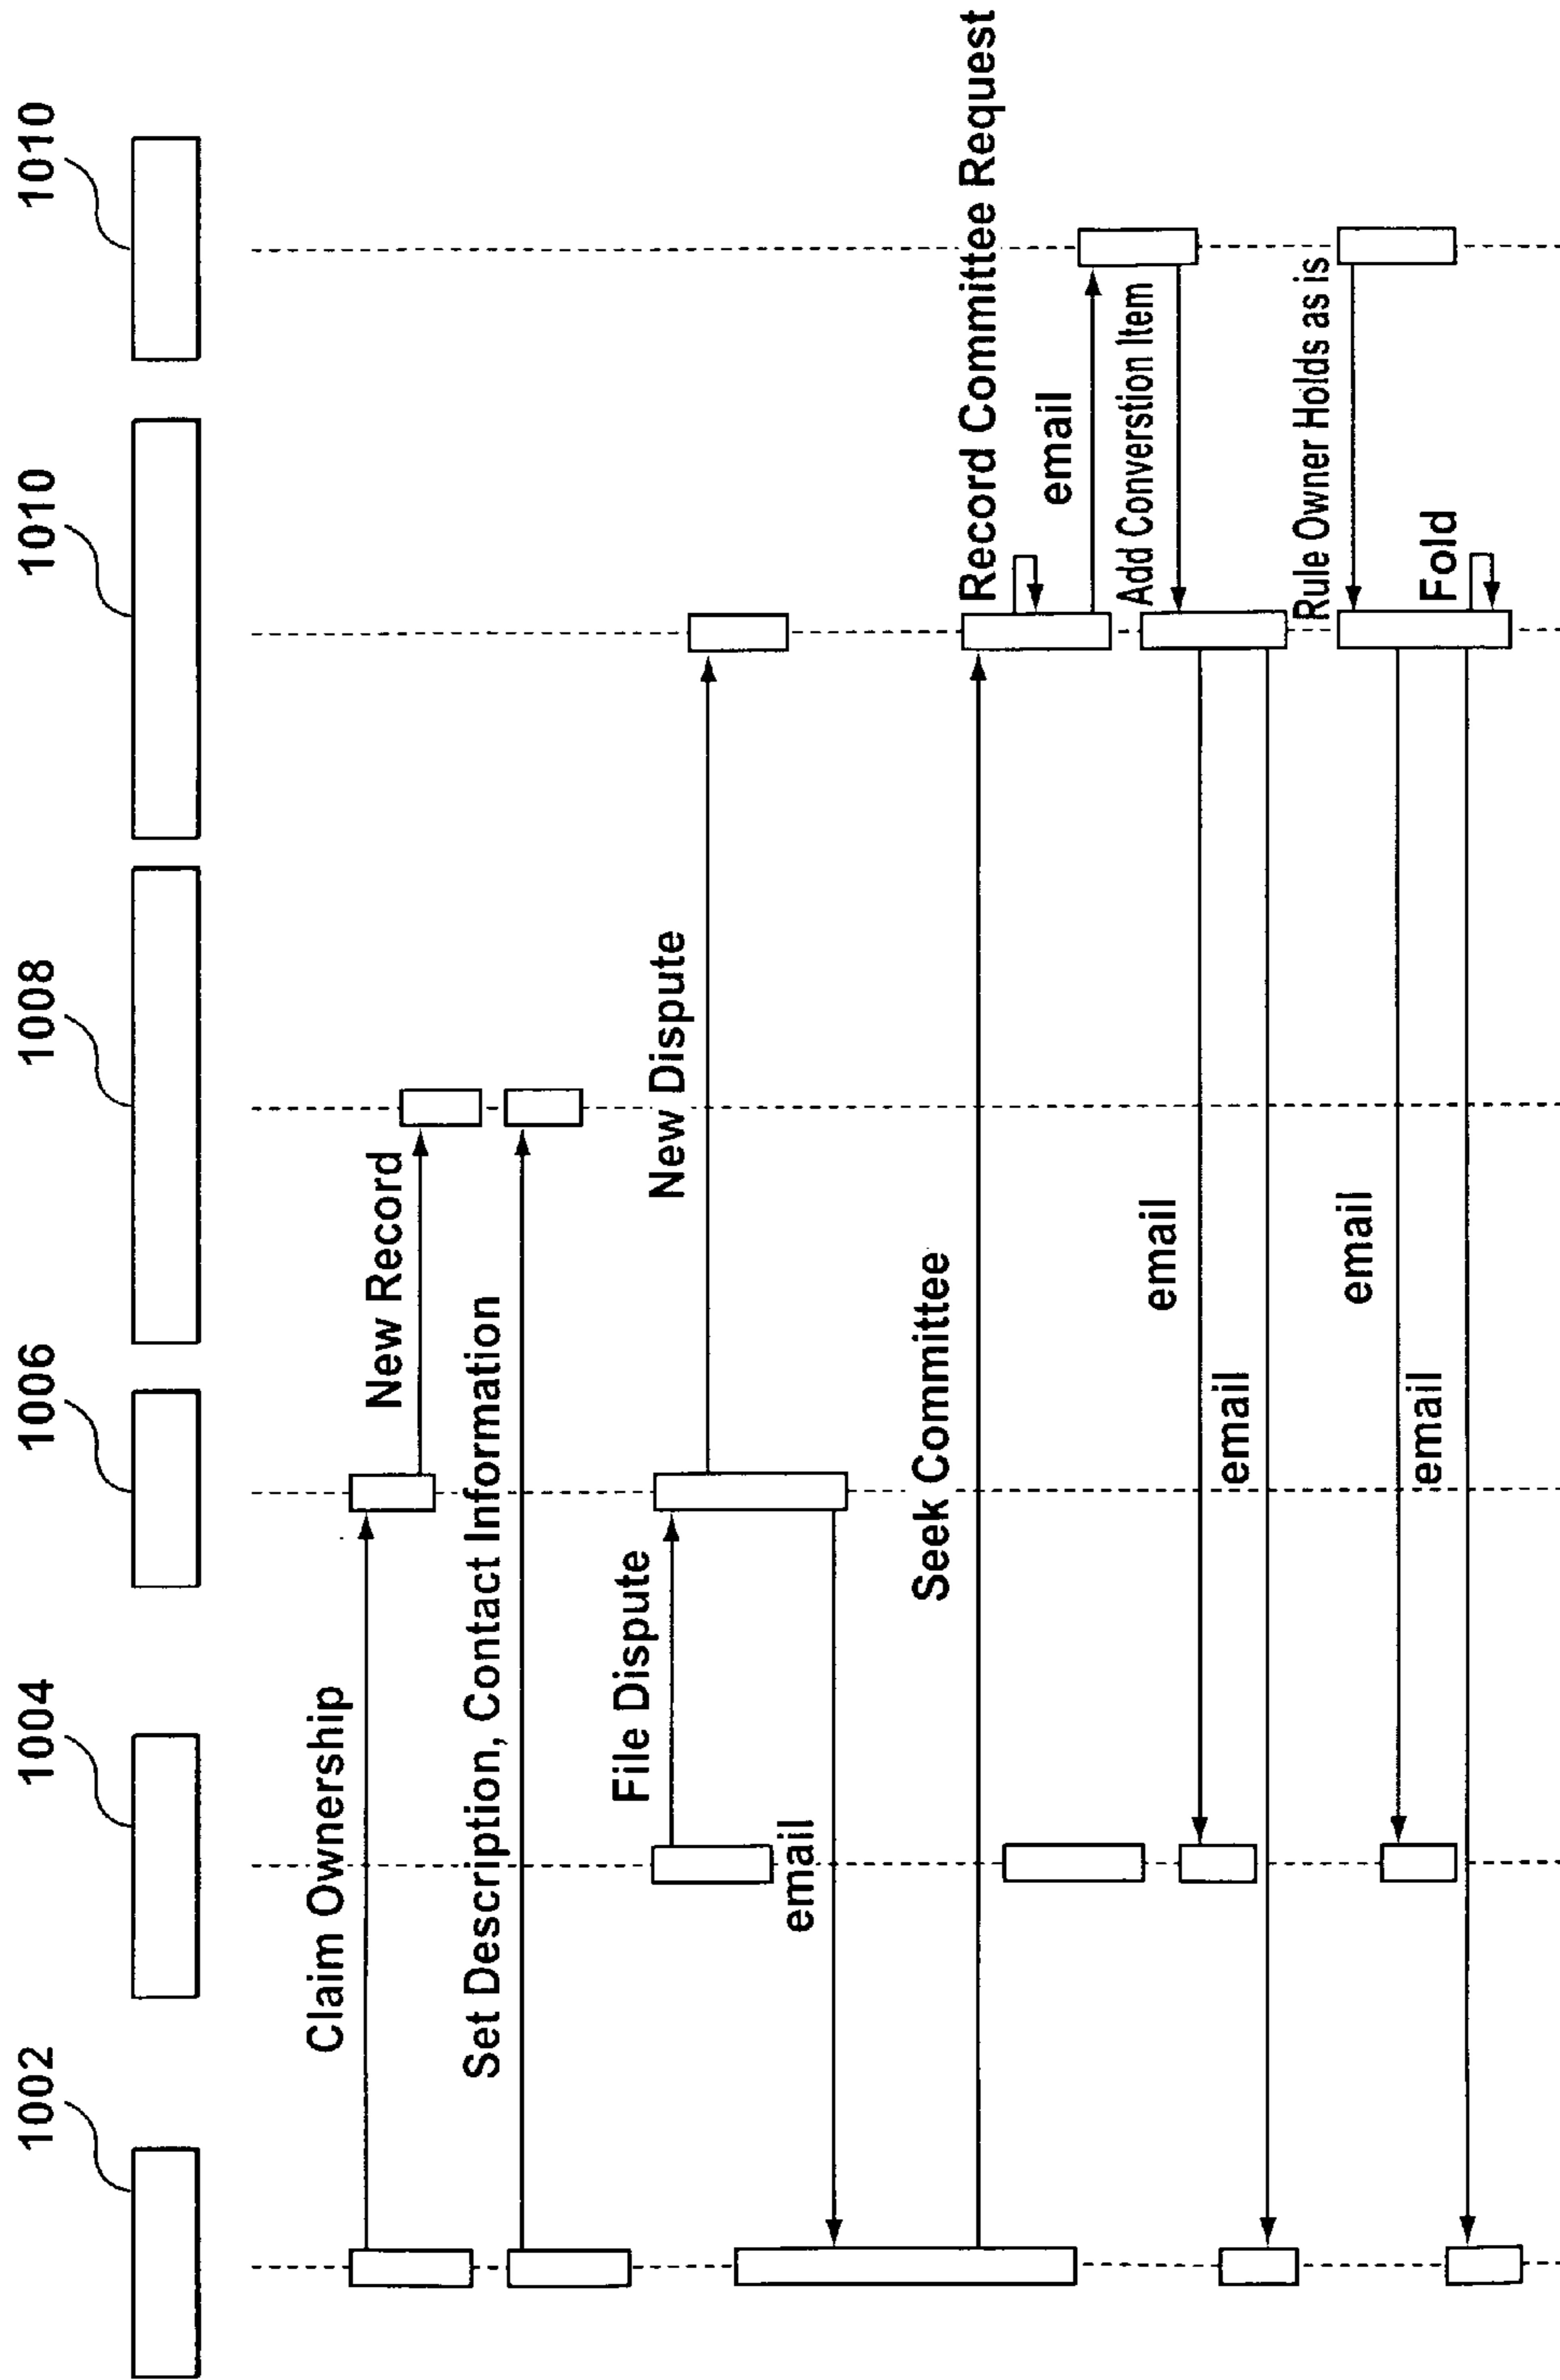 1002
1004
1006
1008
1010
1010
Claim Ownership
New Record
Set Description, Contact Information
File Dispute
New Dispute
email
Seek Committee
Record Committee Request
email
Add Converstion Item
email
email
Rule Owner Holds as is
email
email
Fold